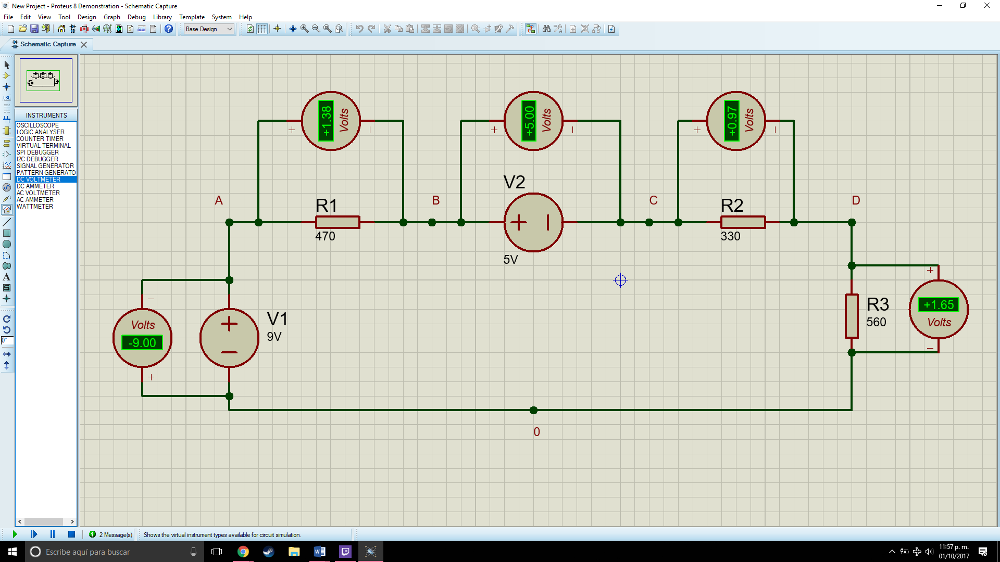 New Project - Proteus 8 Demonstration - Schematic Capture
File Edit View Tool Design Graph Debug Library Template System Help
Base Design
Schematic Capture
INSTRUMENTS
OSCILLOSCOPE
LOGIC ANALYSER
COUNTER TIMER
VIRTUAL TERMINAL
SPI DEBUGGER
I2C DEBUGGER
SIGNAL GENERATOR
PATTERN GENERATO
DC VOLTMETER
DC AMMETER
AC VOLTMETER
AC AMMETER
WATTMETER
LBL
A
S
0°
+1.38
Volts
+ -
+5.00
Volts
+ -
+0.97
Volts
+ -
V2
A
R1
470
B
+ -
5V
C
R2
330
D
-
Volts
-9.00
+
+
-
V1
9V
R3
560
+
+1.65
Volts
-
0
2 Message(s)
Shows the virtual instrument types available for circuit simulation.
Escribe aquí para buscar
11:57 p. m.
01/10/2017